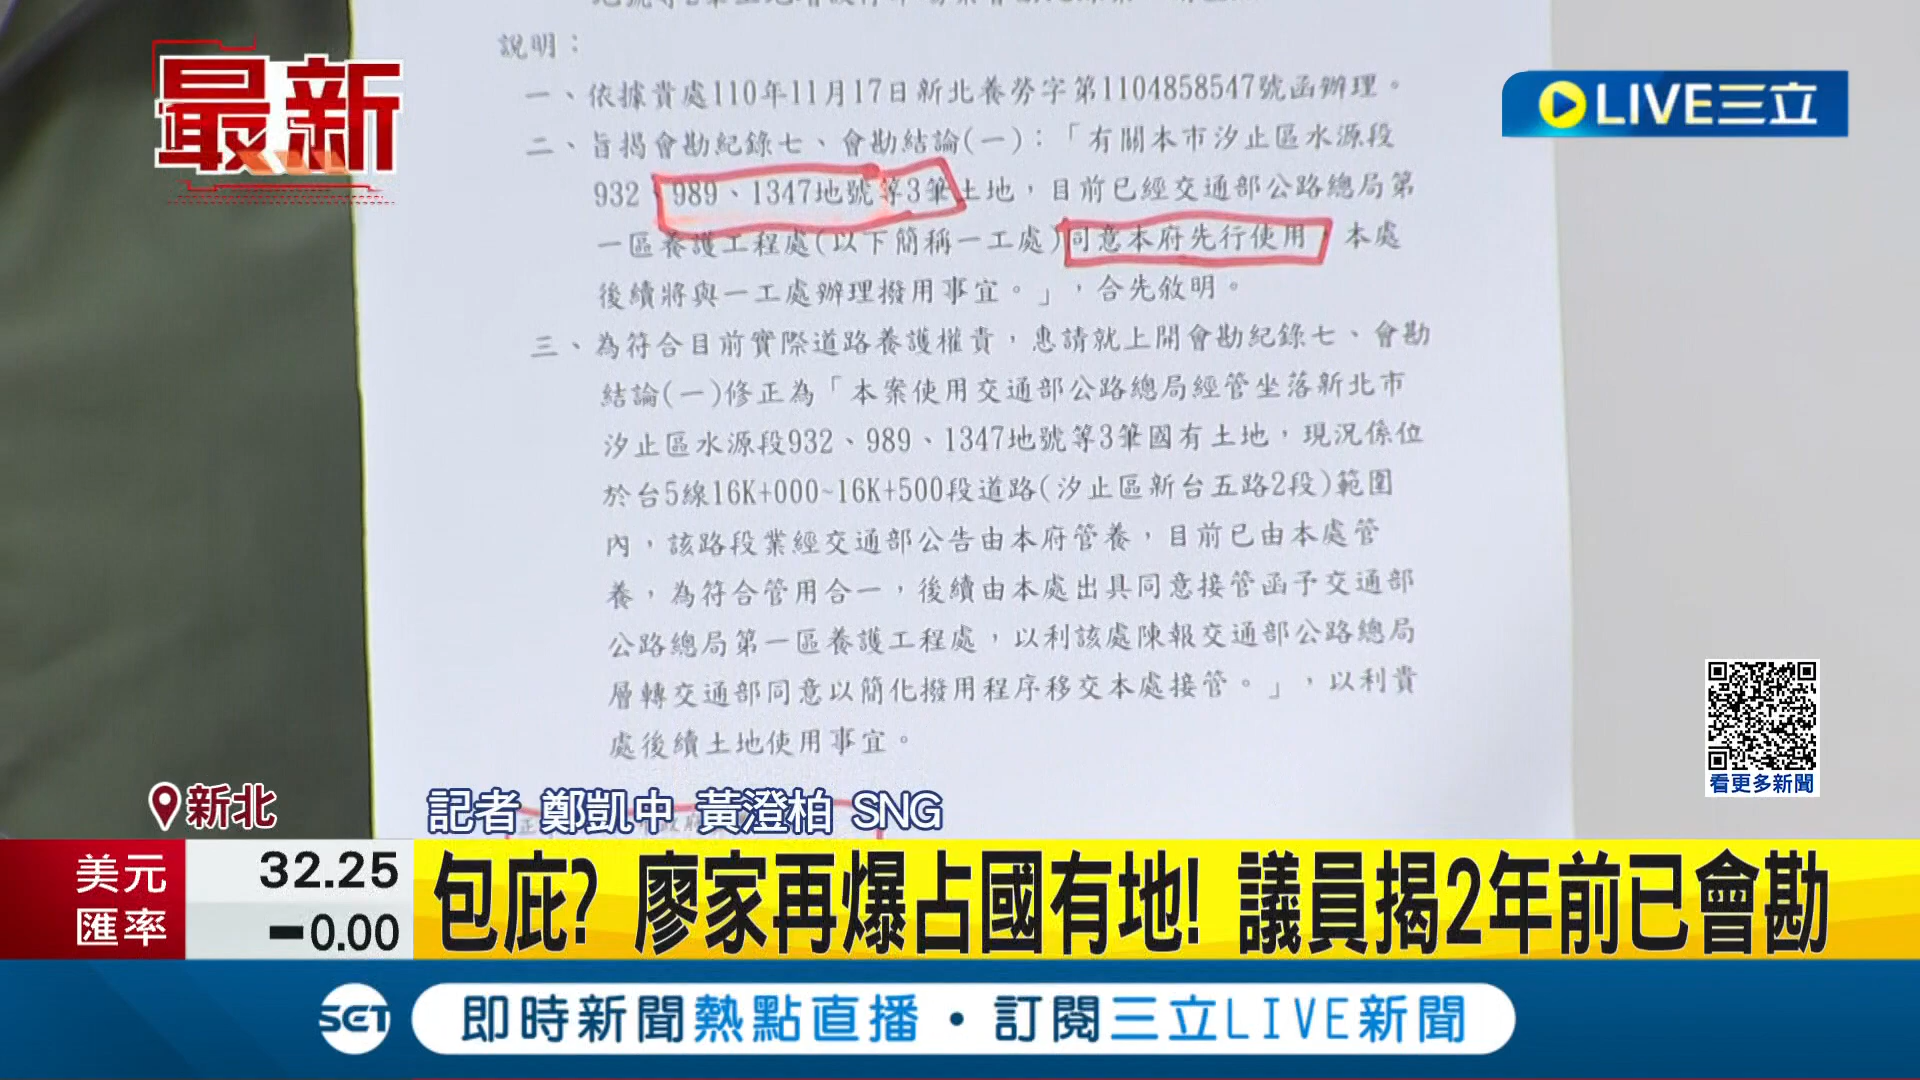 說明：
一、依據貴處110年11月17日新北養勞字第1104858547號函辦理。
二、旨揭會勘紀錄七、會勘結論(一)：「有關本市汐止區水源段
932、989、1347地號等3筆土地，目前已經交通部公路總局第
一區養護工程處(以下簡稱一工處)同意本府先行使用，本處
後續將與一工處辦理撥用事宜。」，合先敘明。
三、為符合目前實際道路養護權責，惠請就上開會勘紀錄七、會勘
結論(一)修正為「本案使用交通部公路總局經管坐落新北市
汐止區水源段932、989、1347地號等3筆國有土地，現況係位
於台5線16K+000~16K+500段道路(汐止區新台五路2段)範圍
內，該路段業經交通部公告由本府管養，目前已由本處管
養，為符合管用合一，後續由本處出具同意接管函予交通部
公路總局第一區養護工程處，以利該處陳報交通部公路總局
層轉交通部同意以簡化撥用程序移交本處接管。」，以利貴
處後續土地使用事宜。
最新
LIVE三立
看更多新聞
新北
記者 鄭凱中 黃澄柏 SNG
美元 32.25
匯率 0.00
包庇? 廖家再爆占國有地! 議員揭2年前已會勘
SET 即時新聞熱點直播・訂閱三立LIVE新聞